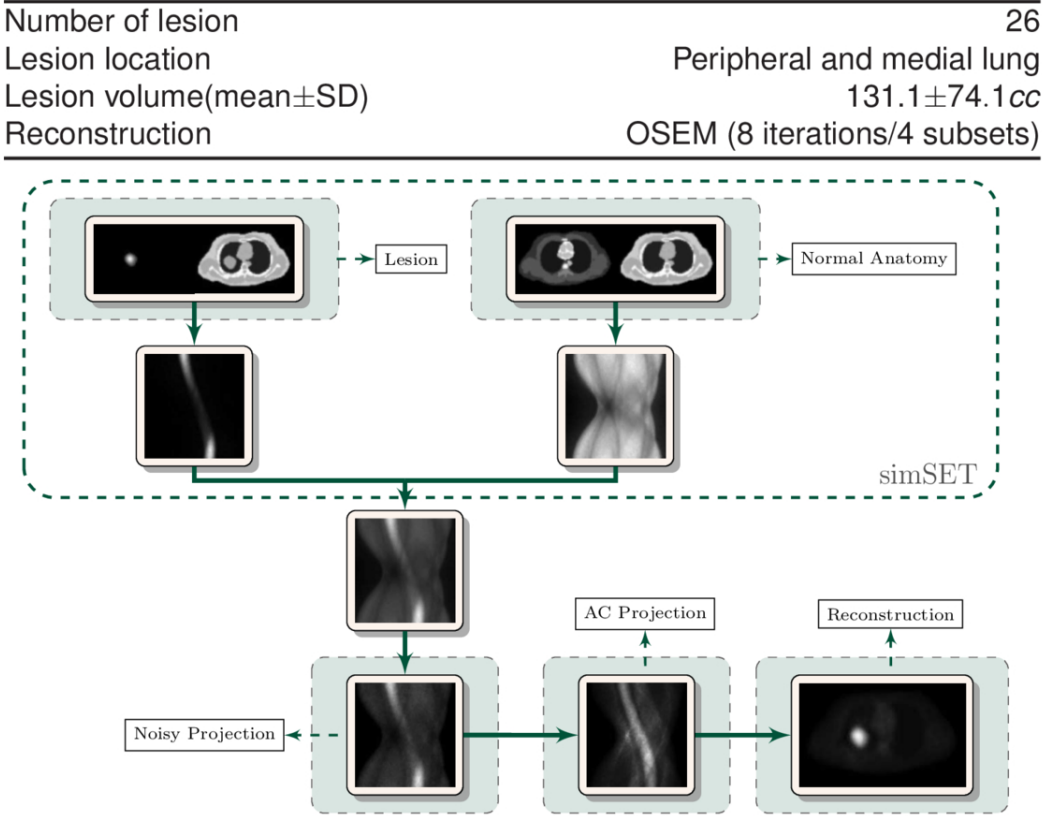 Number of lesion 26
Lesion location Peripheral and medial lung
Lesion volume(mean±SD) 131.1±74.1cc
Reconstruction OSEM (8 iterations/4 subsets)
Lesion
Normal Anatomy
simSET
AC Projection
Reconstruction
Noisy Projection